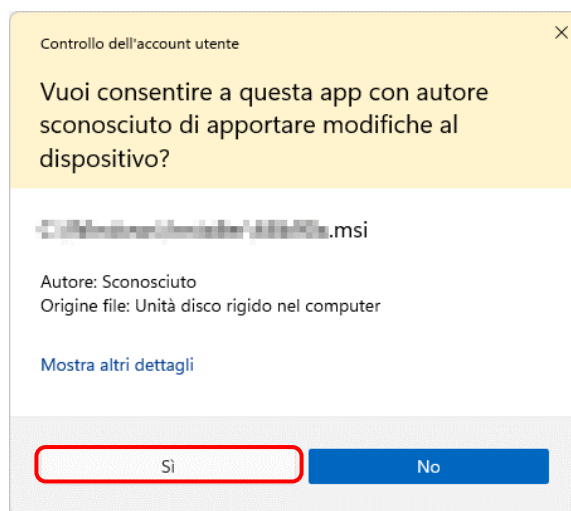 Controllo dell'account utente
Vuoi consentire a questa app con autore
sconosciuto di apportare modifiche al
dispositivo?
.msi
Autore: Sconosciuto
Origine file: Unità disco rigido nel computer
Mostra altri dettagli
Sì
No